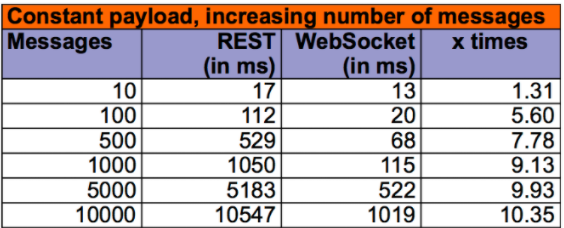 Constant payload, increasing number of messages
Messages REST WebSocket x times
(in ms) (in ms)
10 17 13 1.31
100 112 20 5.60
500 529 68 7.78
1000 1050 115 9.13
5000 5183 522 9.93
10000 10547 1019 10.35